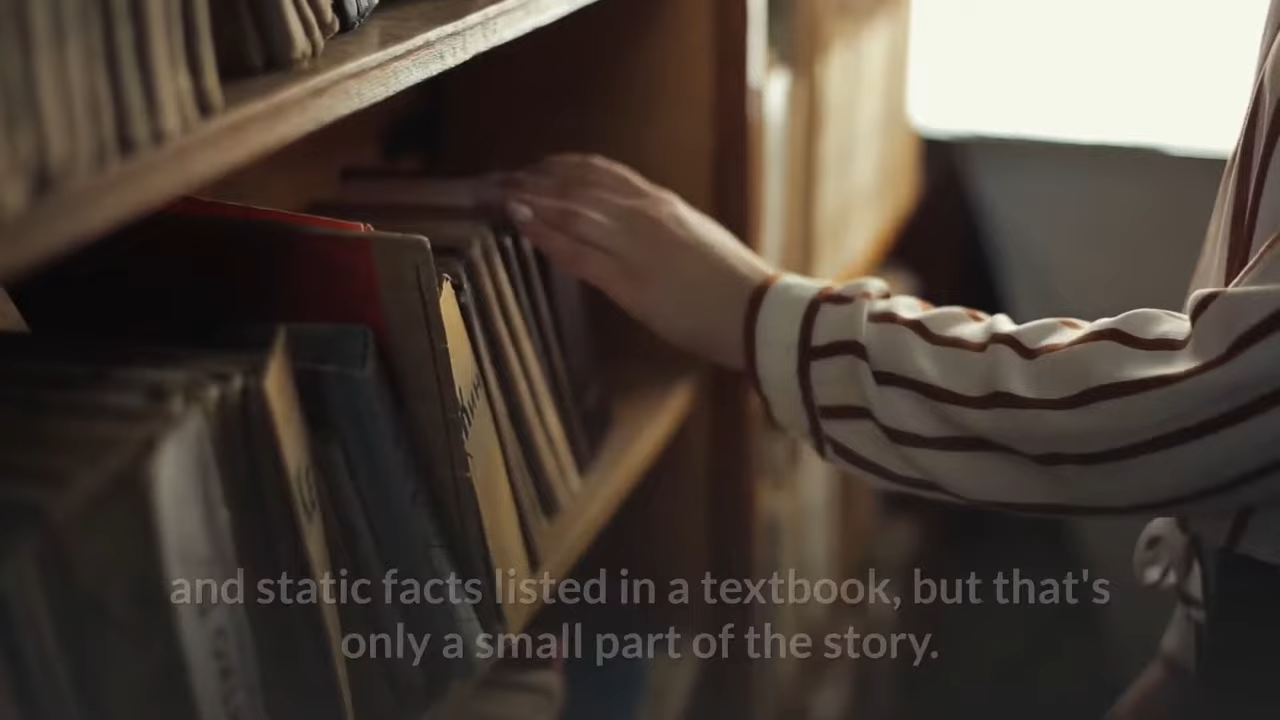 and static facts listed in a textbook, but that's
only a small part of the story.